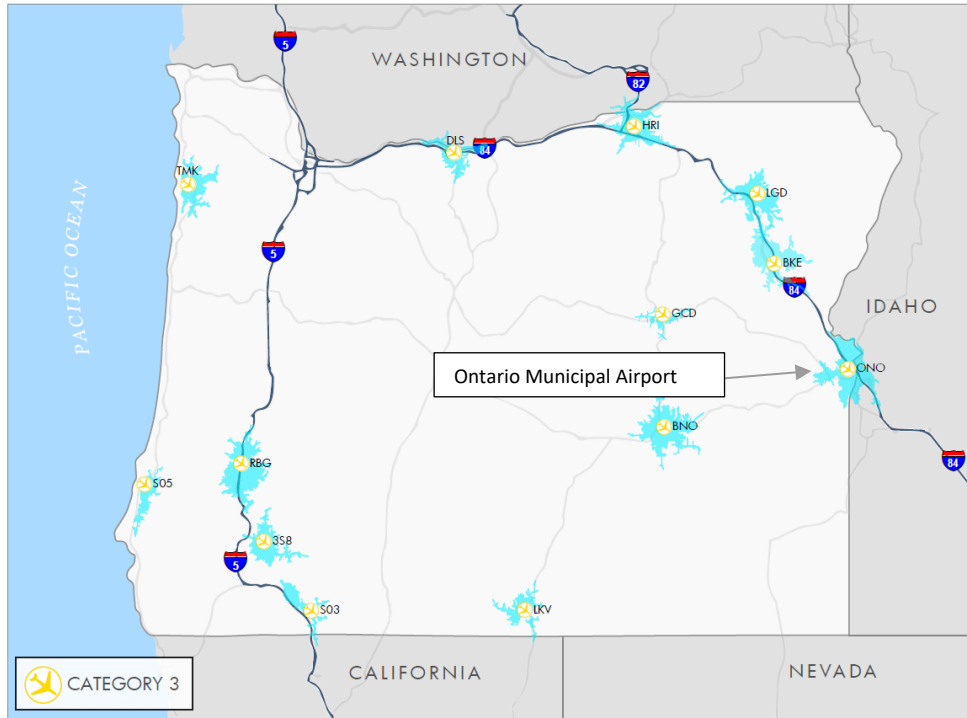 5
WASHINGTON
82
HRI
DLS
84
TMK
LGD
PACIFIC OCEAN
5
BKE
84
IDAHO
GCD
Ontario Municipal Airport
ONO
BNO
RBG
84
S05
3S8
5
S03
LKV
CATEGORY 3
CALIFORNIA
NEVADA